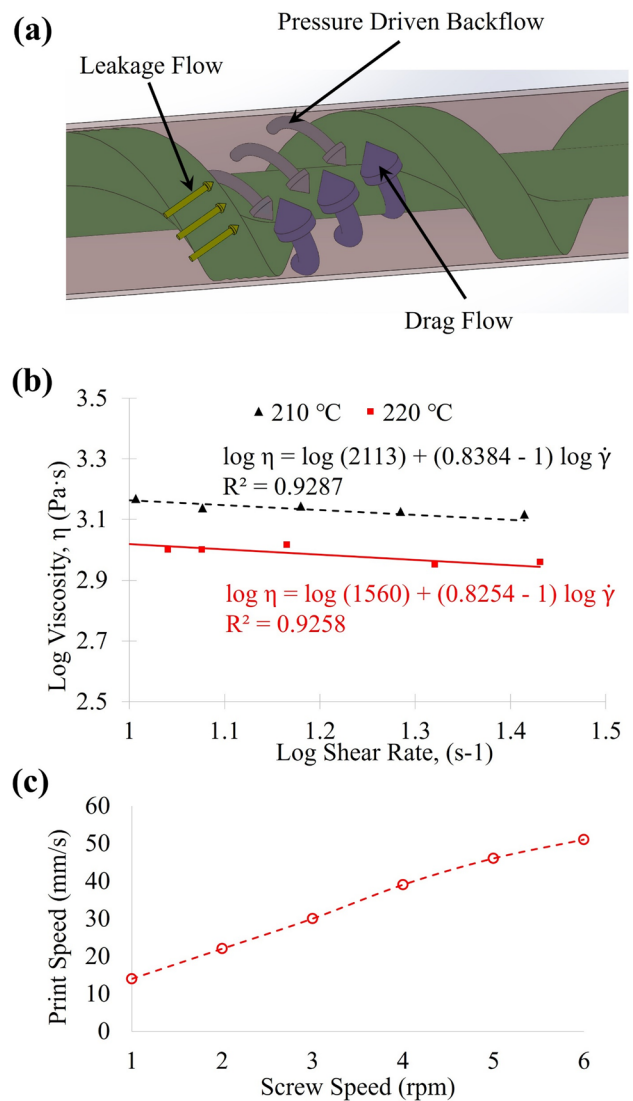 (a)
Pressure Driven Backflow
Leakage Flow
Drag Flow
(b)
3.5
3.3
3.1
2.9
2.7
2.5
Log Viscosity, η (Pa·s)
210 °C
220 °C
log η = log (2113) + (0.8384 - 1) log γ̇
R² = 0.9287
log η = log (1560) + (0.8254 - 1) log γ̇
R² = 0.9258
1 1.1 1.2 1.3 1.4 1.5
Log Shear Rate, (s-1)
(c)
60
50
40
30
20
10
0
Print Speed (mm/s)
1 2 3 4 5 6
Screw Speed (rpm)